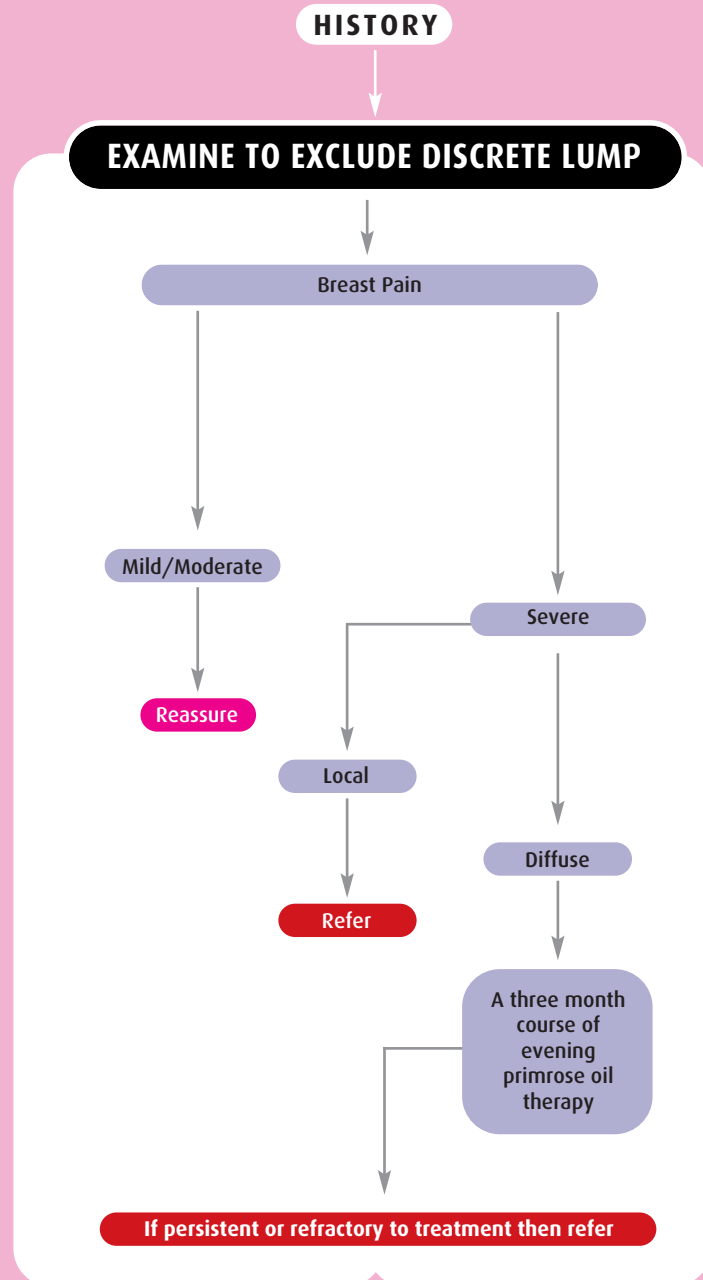 HISTORY
EXAMINE TO EXCLUDE DISCRETE LUMP
Breast Pain
Mild/Moderate
Severe
Reassure
Local
Diffuse
Refer
A three month
course of
evening
primrose oil
therapy
If persistent or refractory to treatment then refer